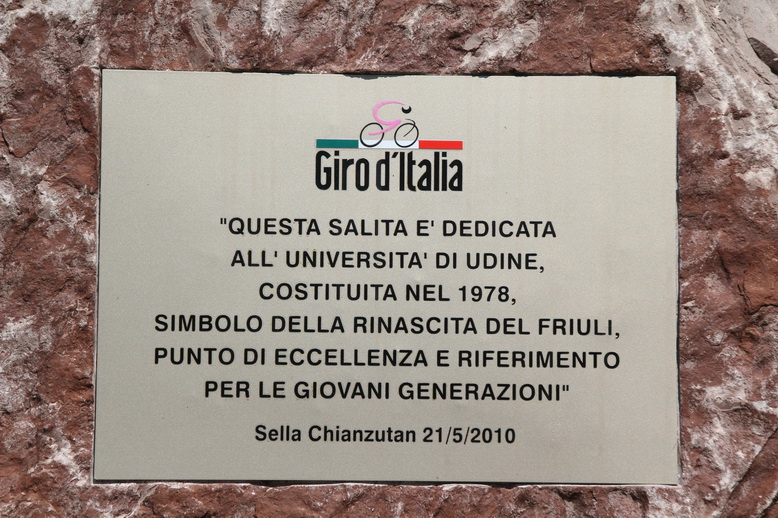 Giro d'Italia
"QUESTA SALITA E' DEDICATA
ALL' UNIVERSITA' DI UDINE,
COSTITUITA NEL 1978,
SIMBOLO DELLA RINASCITA DEL FRIULI,
PUNTO DI ECCELLENZA E RIFERIMENTO
PER LE GIOVANI GENERAZIONI"
Sella Chianzutan 21/5/2010